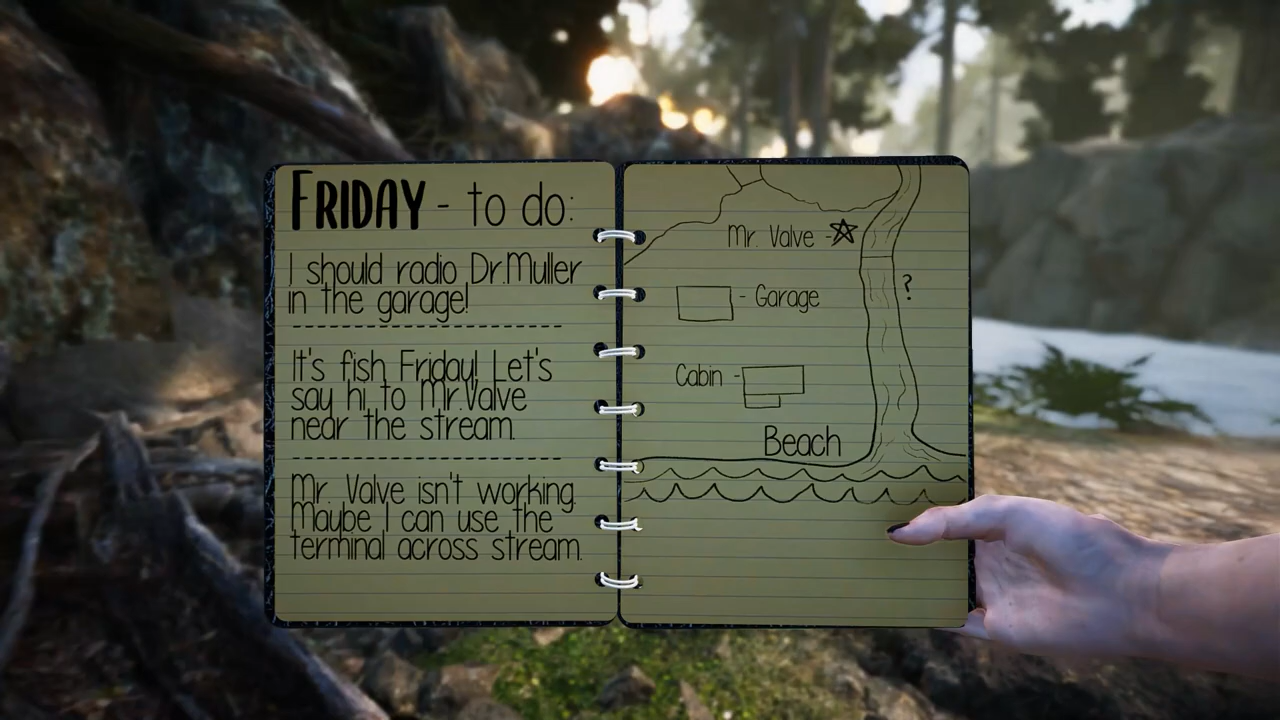 FRIDAY - to do:
I should radio Dr.Muller
in the garage!
It's fish Friday! Let's
say hi to Mr.Valve
near the stream.
Mr. Valve isn't working.
Maybe I can use the
terminal across stream.
Mr. Valve -
?
- Garage
Cabin -
Beach